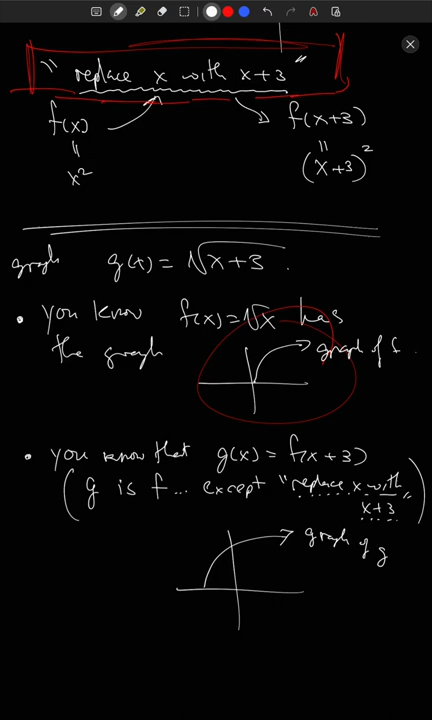 "replace x with x+3"
f(x) f(x+3)
= =
x² (x+3)²
graph g(x) = √x+3.
• you know f(x) = √x has
the graph graph of f.
• you know that g(x) = f(x+3)
(g is f... except "replace x with
x+3")
graph
of g